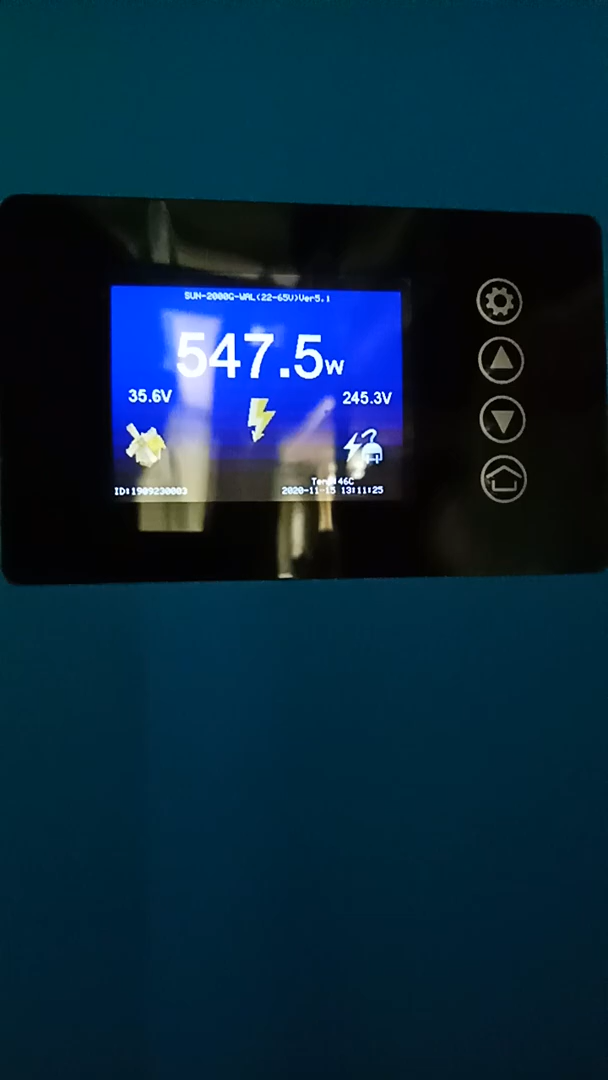 SUN-2000G-WAL(22-65V)Ver5.1
547.5W
35.6V
245.3V
Temp:46C
ID:1909230003
2020-11-15 13:11:25